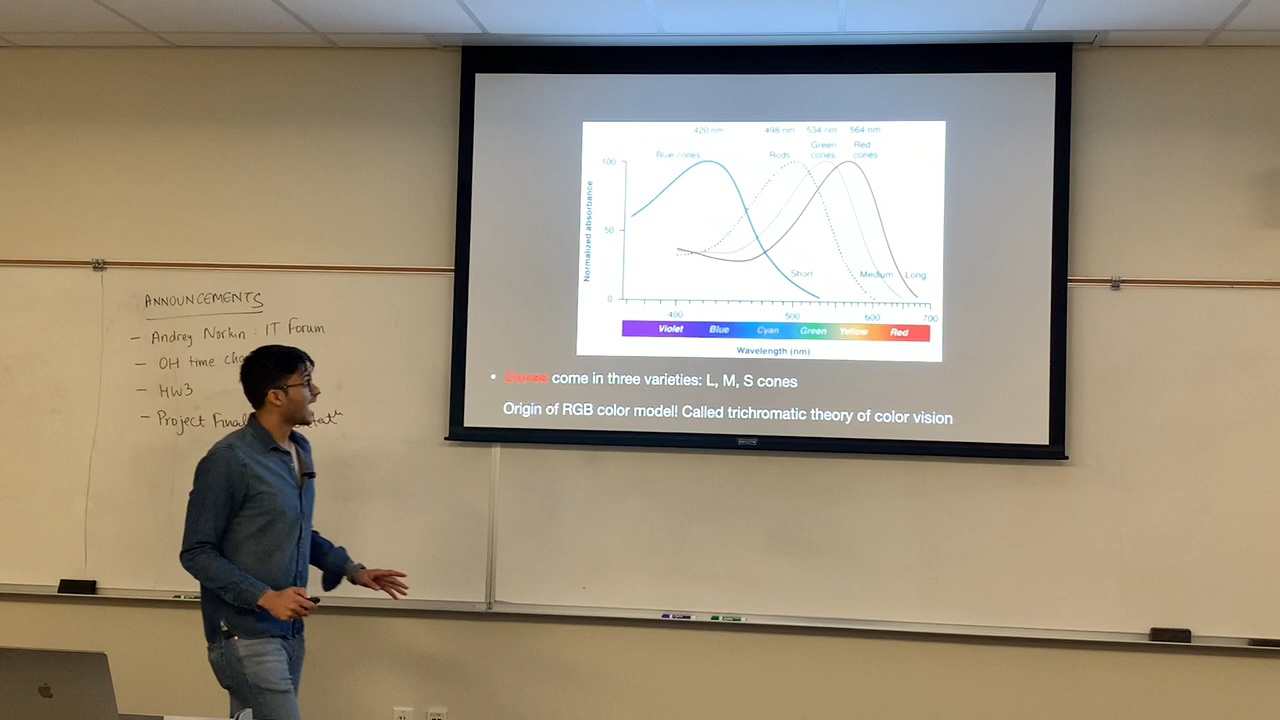 420 nm 498 nm 534 nm 564 nm
Blue cones Rods Green cones Red cones
Normalized absorbance
100
50
0
Short Medium Long
400 500 600 700
Violet Blue Cyan Green Yellow Red
Wavelength (nm)
• Cones come in three varieties: L, M, S cones
Origin of RGB color model! Called trichromatic theory of color vision
ANNOUNCEMENTS
- Andrey Norkin : IT Forum
- OH time
- HW3
- Project Final